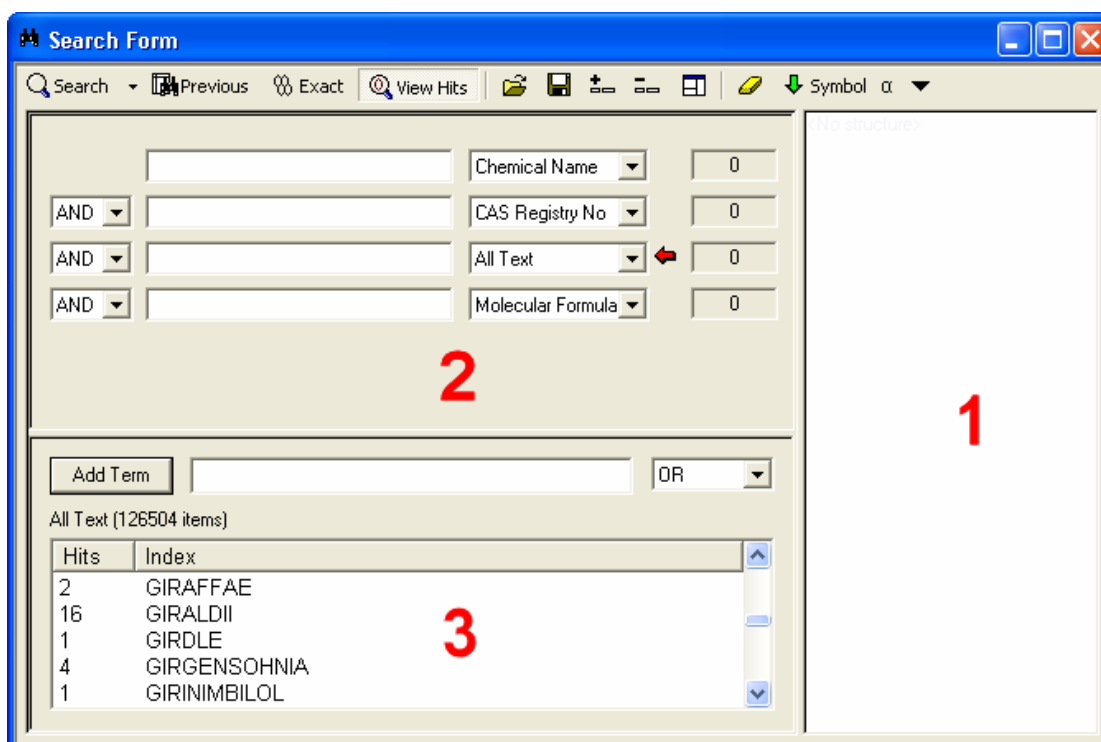 Search Form
Search Previous Exact View Hits Symbol α
<No structure>
Chemical Name 0
AND CAS Registry No 0
AND All Text 0
AND Molecular Formula 0
2
1
Add Term OR
All Text (126504 items)
Hits Index
2 GIRAFFAE
16 GIRALDII
1 GIRDLE
4 GIRGENSOHNIA
1 GIRINIMBILOL
3